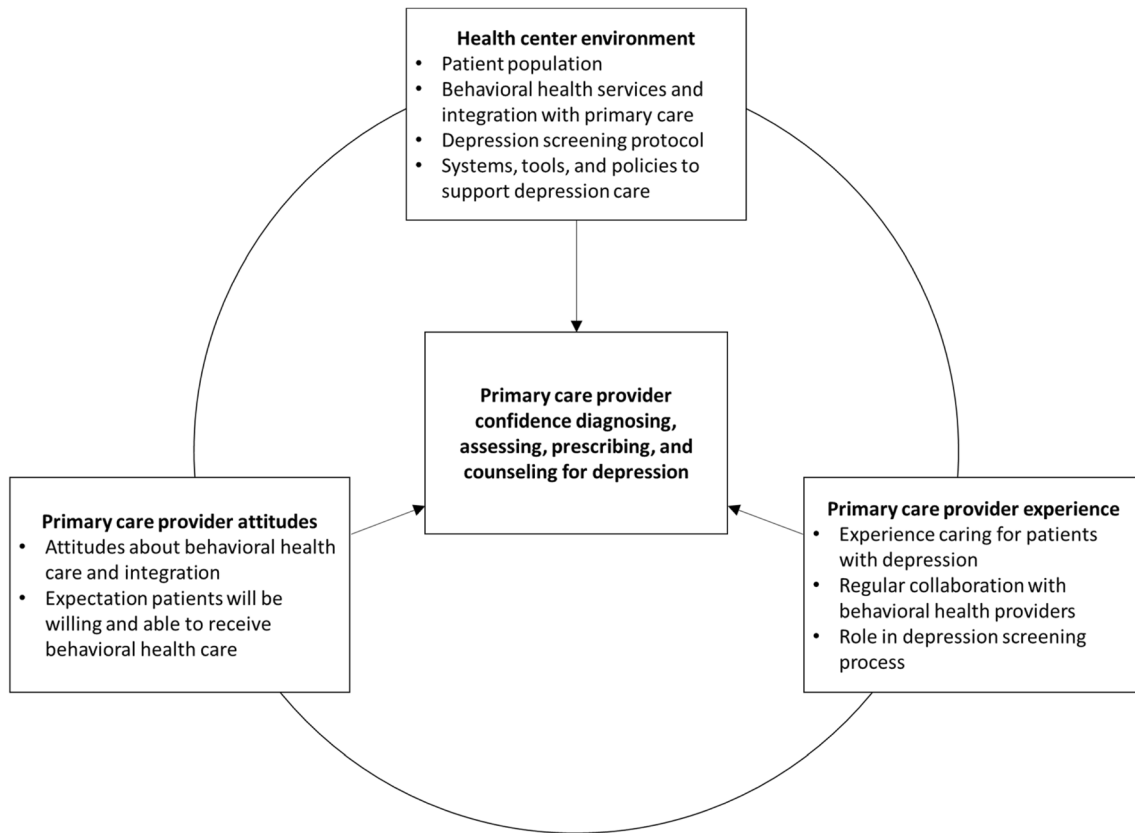 Health center environment
• Patient population
• Behavioral health services and
integration with primary care
• Depression screening protocol
• Systems, tools, and policies to
support depression care
Primary care provider
confidence diagnosing,
assessing, prescribing, and
counseling for depression
Primary care provider attitudes
• Attitudes about behavioral health
care and integration
• Expectation patients will be
willing and able to receive
behavioral health care
Primary care provider experience
• Experience caring for patients
with depression
• Regular collaboration with
behavioral health providers
• Role in depression screening
process